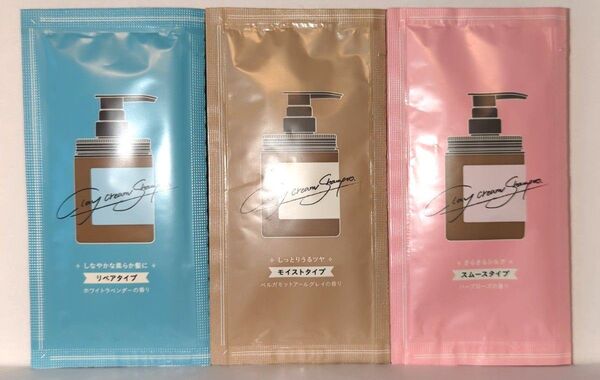 Clay Cream Shampoo.
しなやかな柔らか髪に
リペアタイプ
ホワイトラベンダーの香り
Clay Cream Shampoo.
しっとりうるツヤ
モイストタイプ
ベルガモットアールグレイの香り
Clay Cream Shampoo.
さらさらシルア
スムースタイプ
ハーブローズの香り